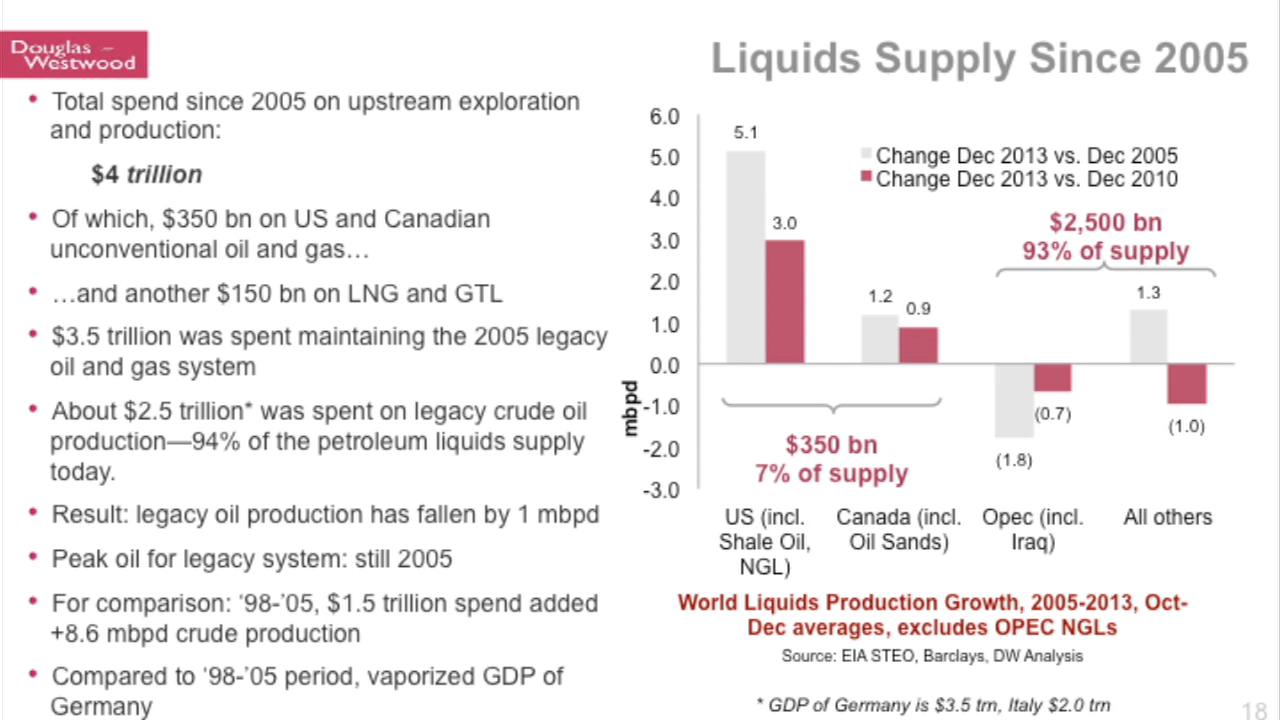 Douglas –
Westwood
Liquids Supply Since 2005
• Total spend since 2005 on upstream exploration
and production:
$4 trillion
• Of which, $350 bn on US and Canadian
unconventional oil and gas…
• …and another $150 bn on LNG and GTL
• $3.5 trillion was spent maintaining the 2005 legacy
oil and gas system
• About $2.5 trillion* was spent on legacy crude oil
production—94% of the petroleum liquids supply
today.
• Result: legacy oil production has fallen by 1 mbpd
• Peak oil for legacy system: still 2005
• For comparison: ‘98-’05, $1.5 trillion spend added
+8.6 mbpd crude production
• Compared to ’98-’05 period, vaporized GDP of
Germany
6.0
5.0
4.0
3.0
2.0
1.0
0.0
-1.0
-2.0
-3.0
mbpd
Change Dec 2013 vs. Dec 2005
Change Dec 2013 vs. Dec 2010
5.1
3.0
1.2
0.9
(1.8)
(0.7)
1.3
(1.0)
$2,500 bn
93% of supply
$350 bn
7% of supply
US (incl.
Shale Oil,
NGL)
Canada (incl.
Oil Sands)
Opec (incl.
Iraq)
All others
World Liquids Production Growth, 2005-2013, Oct-
Dec averages, excludes OPEC NGLs
Source: EIA STEO, Barclays, DW Analysis
* GDP of Germany is $3.5 trn, Italy $2.0 trn
18